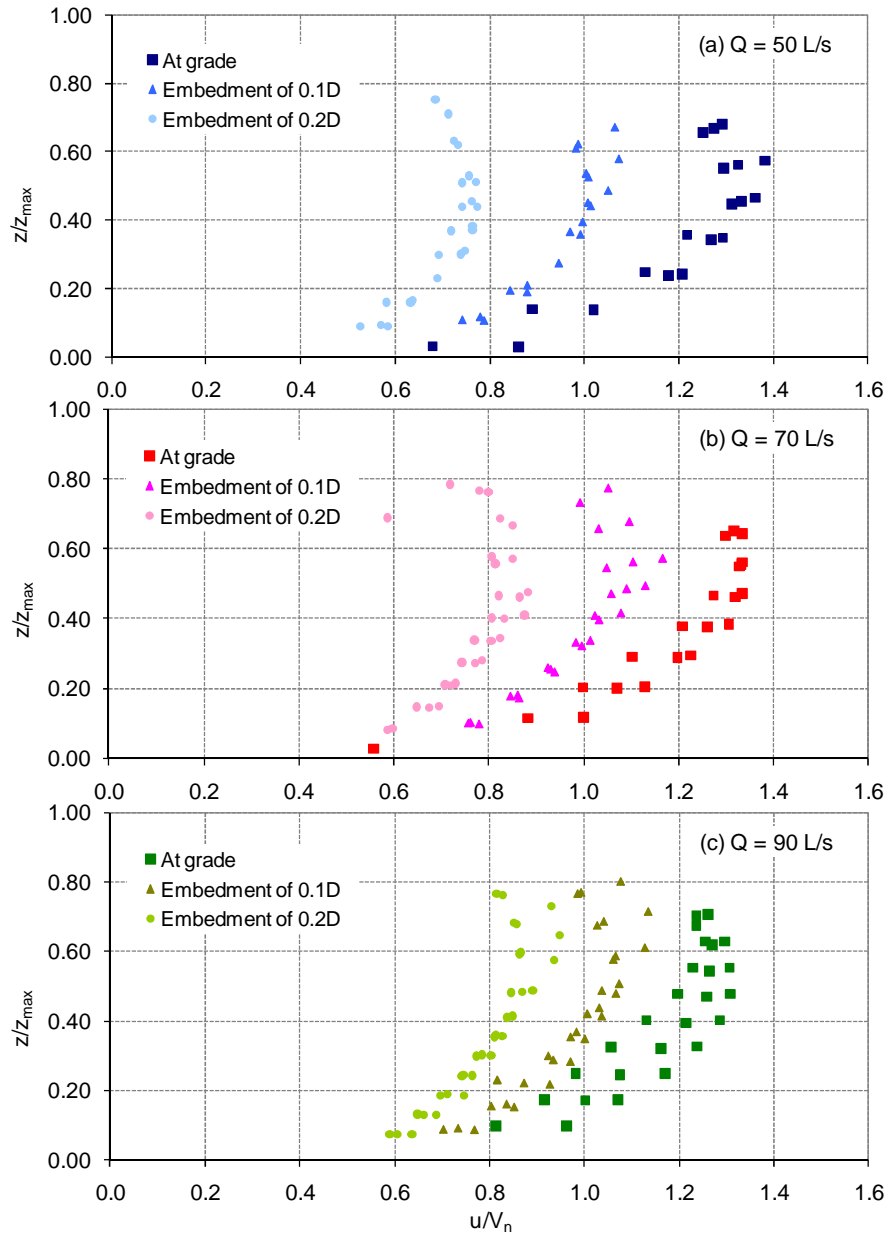 1.00
(a) Q = 50 L/s
At grade
0.80
Embedment of 0.1D
Embedment of 0.2D
0.60
z/zmax
0.40
0.20
0.00
0.0 0.2 0.4 0.6 0.8 1.0 1.2 1.4 1.6
1.00
(b) Q = 70 L/s
At grade
0.80
Embedment of 0.1D
Embedment of 0.2D
0.60
z/zmax
0.40
0.20
0.00
0.0 0.2 0.4 0.6 0.8 1.0 1.2 1.4 1.6
1.00
(c) Q = 90 L/s
At grade
0.80
Embedment of 0.1D
Embedment of 0.2D
0.60
z/zmax
0.40
0.20
0.00
0.0 0.2 0.4 0.6 0.8 1.0 1.2 1.4 1.6
u/Vn